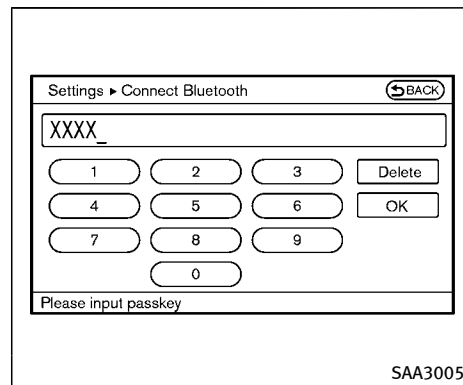 Settings ▸ Connect Bluetooth BACK
XXXX_
1 2 3 Delete
4 5 6 OK
7 8 9
0
Please input passkey
SAA3005